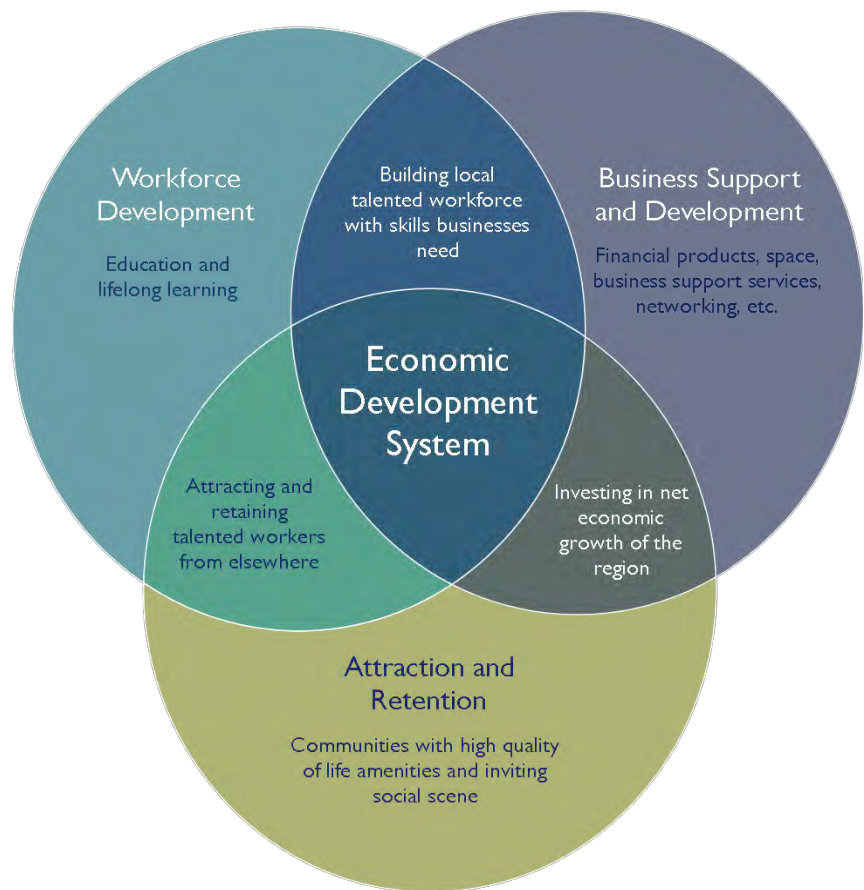 Workforce
Development
Education and
lifelong learning
Building local
talented workforce
with skills businesses
need
Business Support
and Development
Financial products, space,
business support services,
networking, etc.
Economic
Development
System
Attracting and
retaining
talented workers
from elsewhere
Investing in net
economic
growth of the
region
Attraction and
Retention
Communities with high quality
of life amenities and inviting
social scene